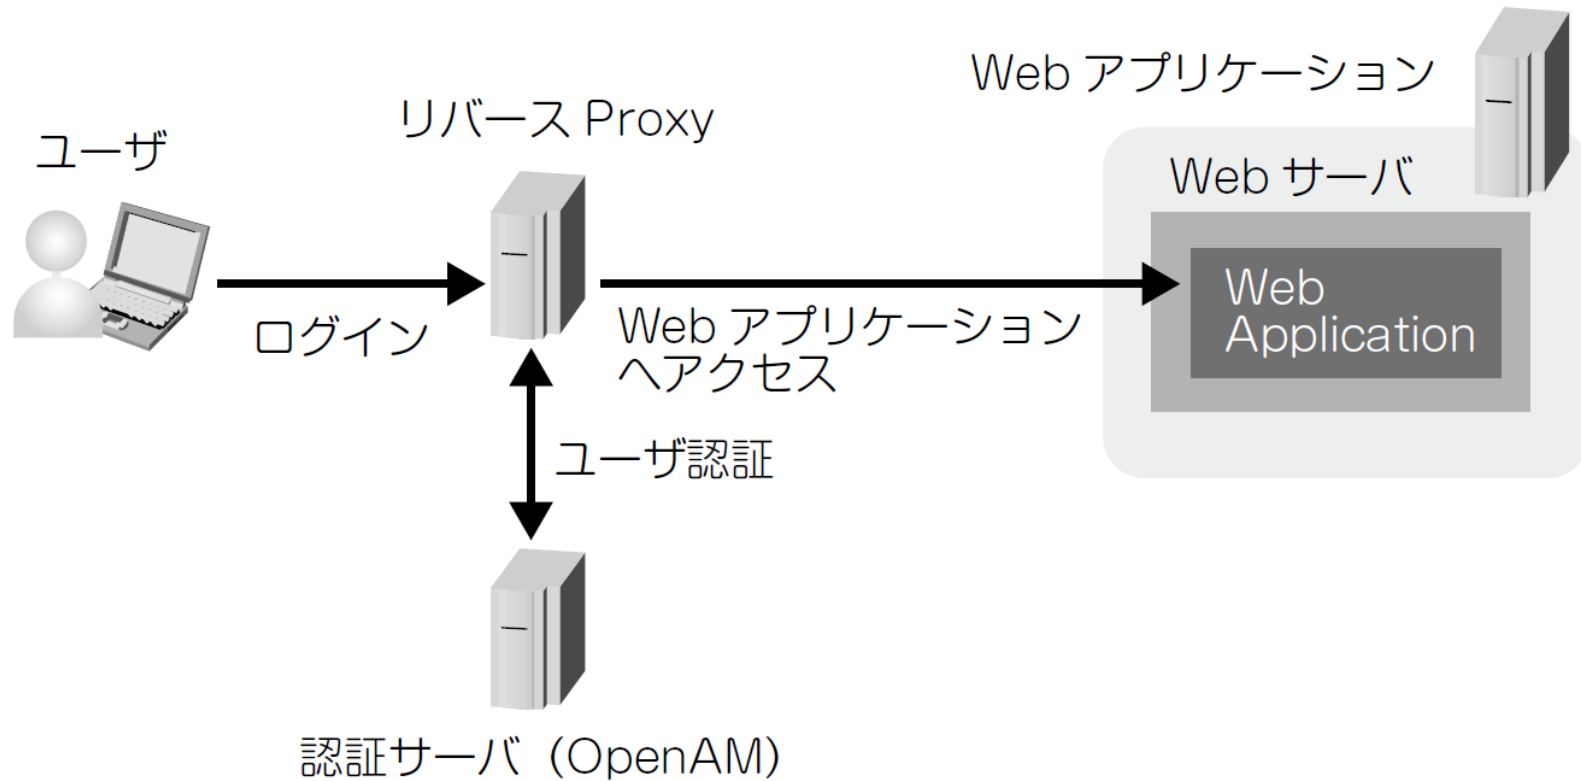 ユーザ
リバース Proxy
Web アプリケーション
Web サーバ
Web
Application
ログイン
Web アプリケーション
へアクセス
ユーザ認証
認証サーバ (OpenAM)